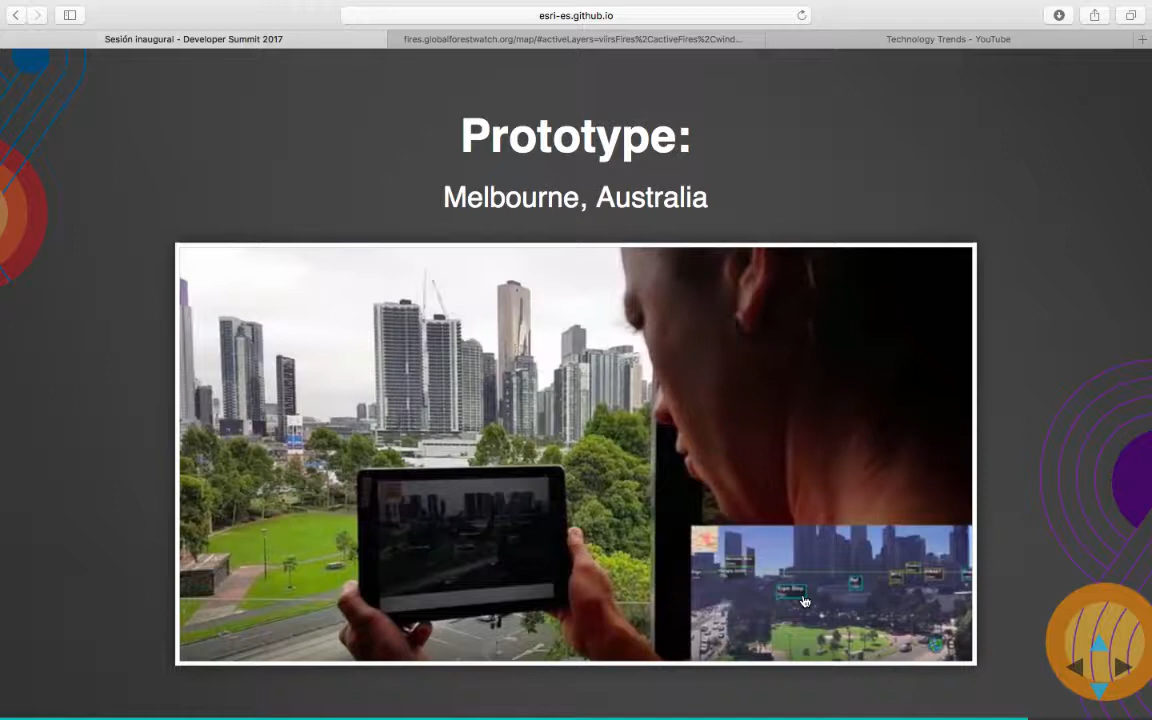 esri-es.github.io
Sesión inaugural - Developer Summit 2017
fires.globalforestwatch.org/map/#activeLayers=viirsFires%2CactiveFires%2Cwind...
Technology Trends - YouTube
Prototype:
Melbourne, Australia